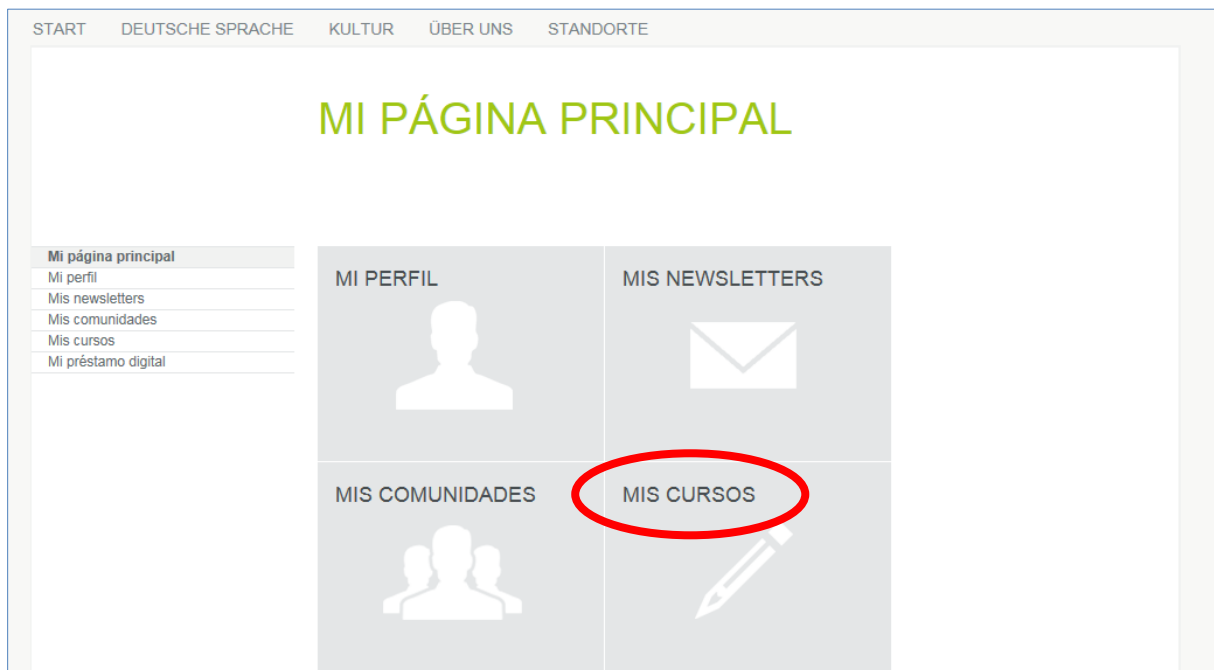 START DEUTSCHE SPRACHE KULTUR ÜBER UNS STANDORTE
MI PÁGINA PRINCIPAL
Mi página principal
Mi perfil
Mis newsletters
Mis comunidades
Mis cursos
Mi préstamo digital
MI PERFIL
MIS NEWSLETTERS
MIS COMUNIDADES
MIS CURSOS